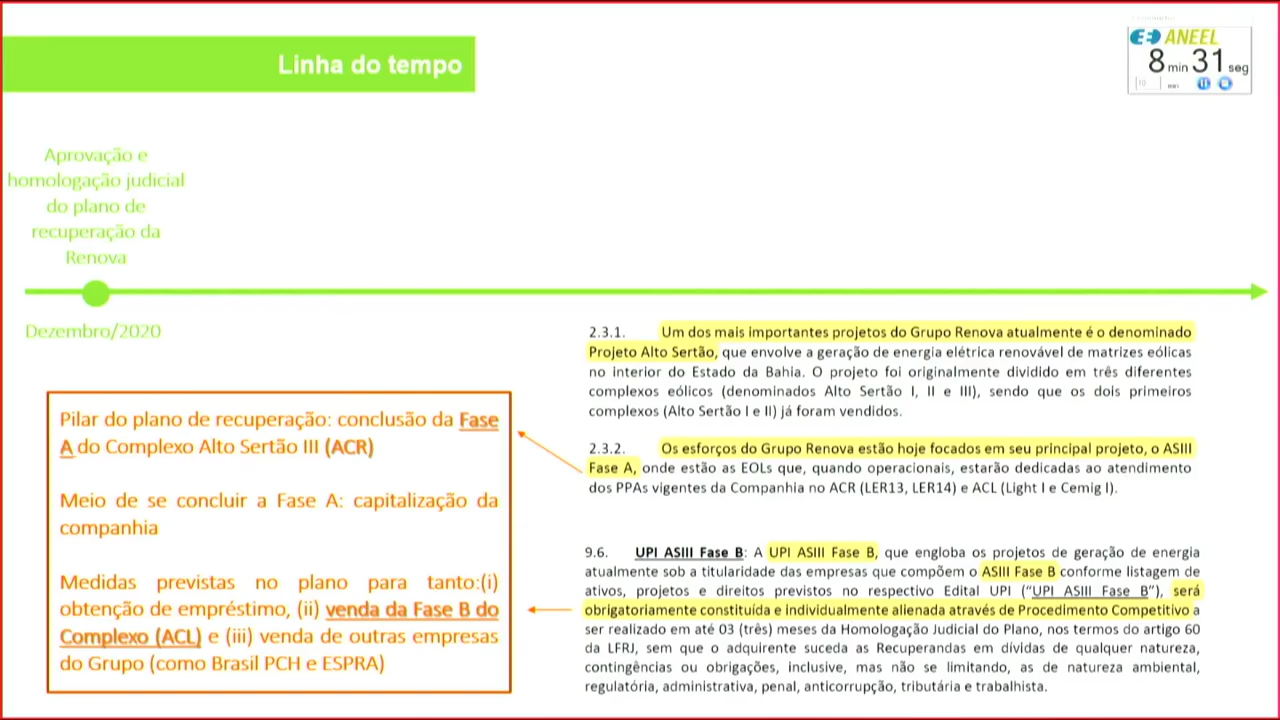 Linha do tempo
ANEEL
8 min 31 seg
10 min
Aprovação e
homologação judicial
do plano de
recuperação da
Renova
Dezembro/2020
Pilar do plano de recuperação: conclusão da Fase
A do Complexo Alto Sertão III (ACR)
Meio de se concluir a Fase A: capitalização da
companhia
Medidas previstas no plano para tanto:(i)
obtenção de empréstimo, (ii) venda da Fase B do
Complexo (ACL) e (iii) venda de outras empresas
do Grupo (como Brasil PCH e ESPRA)
2.3.1. Um dos mais importantes projetos do Grupo Renova atualmente é o denominado
Projeto Alto Sertão, que envolve a geração de energia elétrica renovável de matrizes eólicas
no interior do Estado da Bahia. O projeto foi originalmente dividido em três diferentes
complexos eólicos (denominados Alto Sertão I, II e III), sendo que os dois primeiros
complexos (Alto Sertão I e II) já foram vendidos.
2.3.2. Os esforços do Grupo Renova estão hoje focados em seu principal projeto, o ASIII
Fase A, onde estão as EOLs que, quando operacionais, estarão dedicadas ao atendimento
dos PPAs vigentes da Companhia no ACR (LER13, LER14) e ACL (Light I e Cemig I).
9.6. UPI ASIII Fase B: A UPI ASIII Fase B, que engloba os projetos de geração de energia
atualmente sob a titularidade das empresas que compõem o ASIII Fase B conforme listagem de
ativos, projetos e direitos previstos no respectivo Edital UPI (“UPI ASIII Fase B”), será
obrigatoriamente constituída e individualmente alienada através de Procedimento Competitivo a
ser realizado em até 03 (três) meses da Homologação Judicial do Plano, nos termos do artigo 60
da LFRJ, sem que o adquirente suceda as Recuperandas em dívidas de qualquer natureza,
contingências ou obrigações, inclusive, mas não se limitando, as de natureza ambiental,
regulatória, administrativa, penal, anticorrupção, tributária e trabalhista.